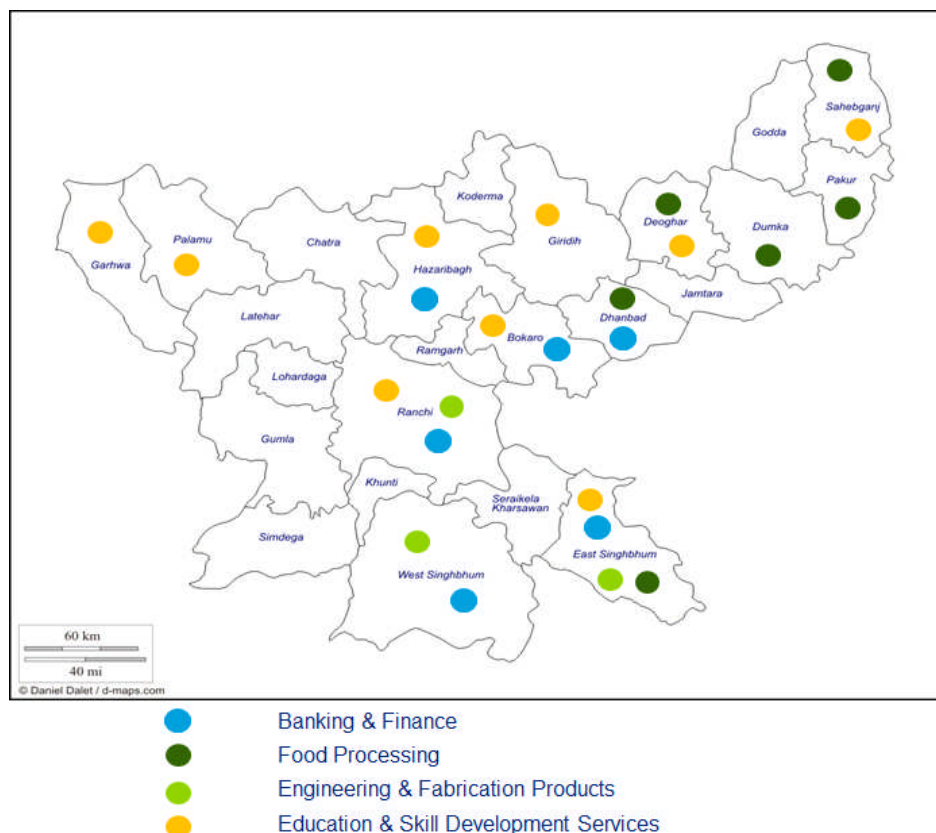 Sahebganj
Godda
Pakur
Koderma
Deoghar
Dumka
Palamu
Chatra
Giridih
Garhwa
Hazaribagh
Jamtara
Latehar
Dhanbad
Bokaro
Ramgarh
Lohardaga
Ranchi
Gumla
Khunti
Seraikela
Kharsawan
Simdega
East Singhbhum
West Singhbhum
60 km
40 mi
© Daniel Dalet / d-maps.com
Banking & Finance
Food Processing
Engineering & Fabrication Products
Education & Skill Development Services